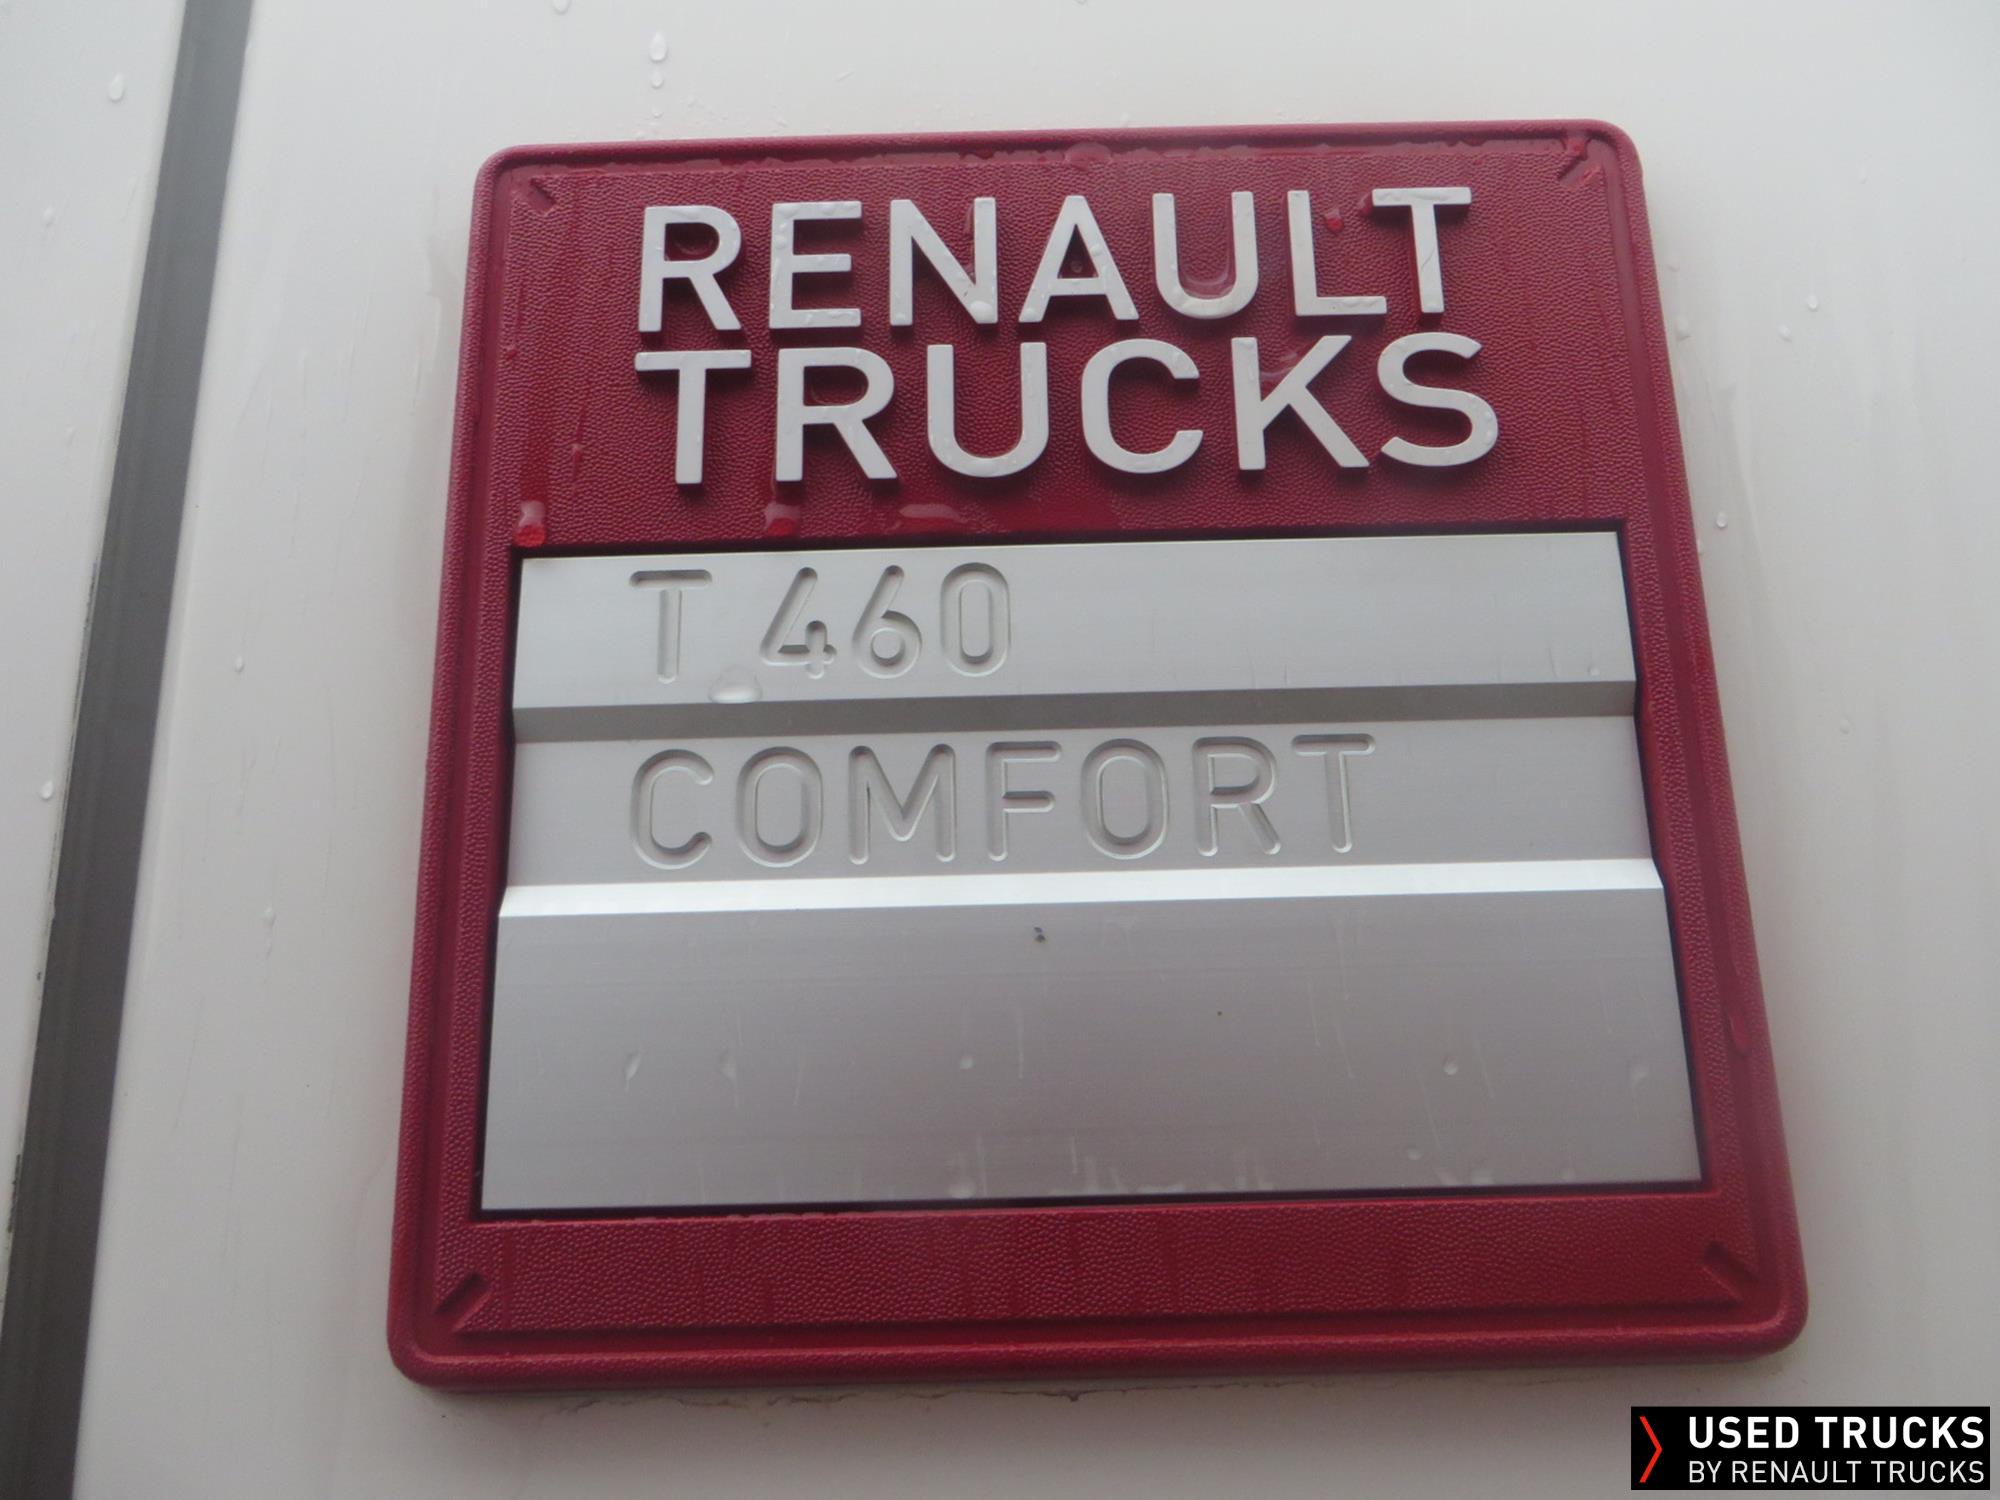 RENAULT
TRUCKS
T 460
COMFORT
USED TRUCKS
BY RENAULT TRUCKS